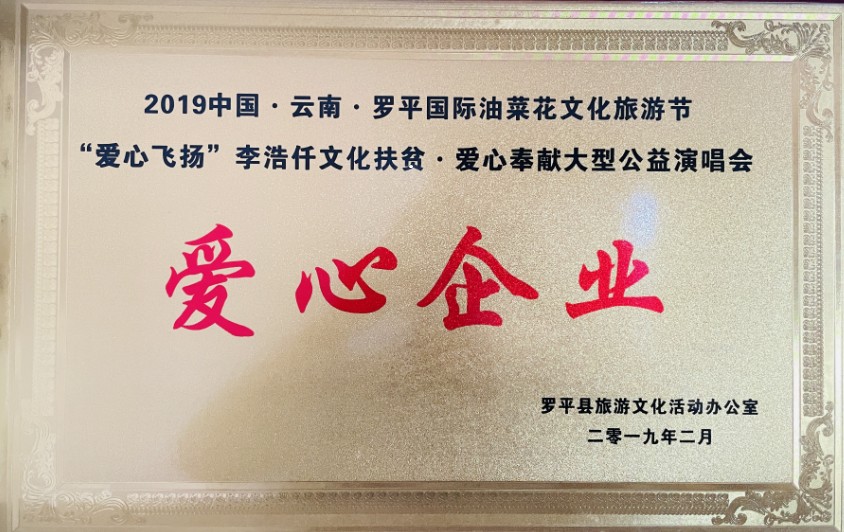 2019中国·云南·罗平国际油菜花文化旅游节
“爱心飞扬”李浩仟文化扶贫·爱心奉献大型公益演唱会
爱心企业
罗平县旅游文化活动办公室
二零一九年二月